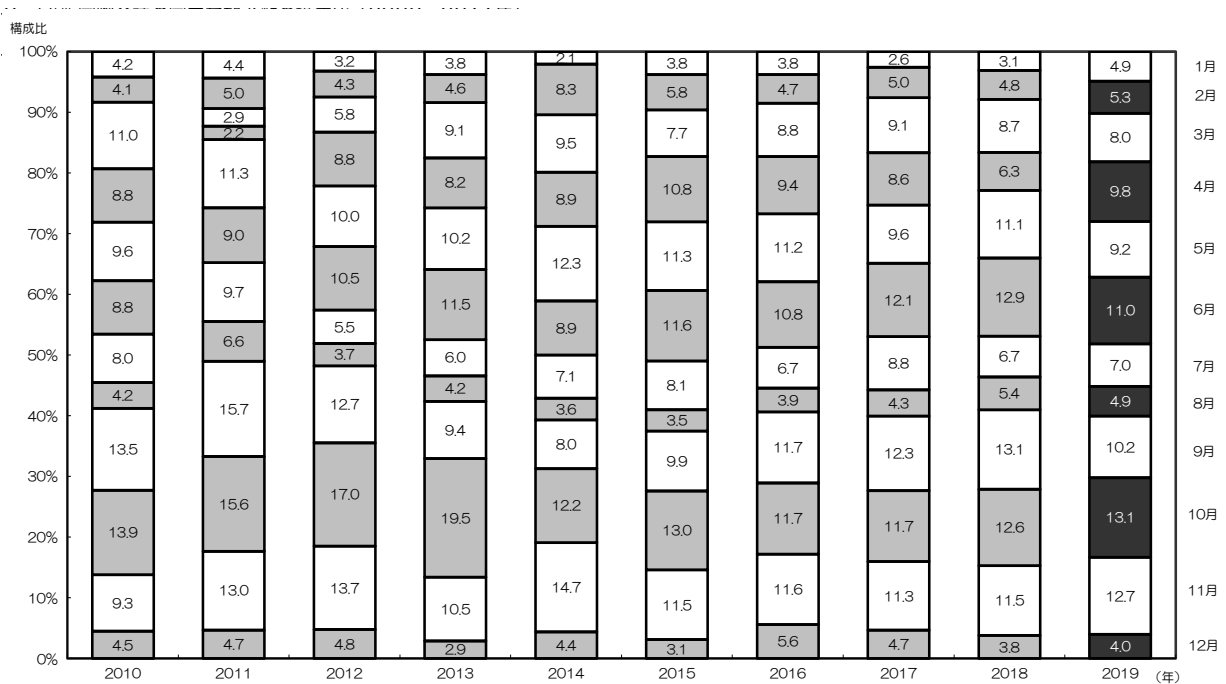 構成比
100% 4.2 4.4 3.2 3.8 2.1 3.8 3.8 2.6 3.1 4.9 1月
4.1 5.0 4.3 4.6 8.3 5.8 4.7 5.0 4.8 5.3 2月
90% 11.0 2.9 5.8 9.1 9.5 7.7 8.8 9.1 8.7 8.0 3月
80% 8.8 2.2 8.8 8.2 8.9 10.8 9.4 8.6 6.3 9.8 4月
70% 9.6 11.3 10.0 10.2 12.3 11.3 11.2 9.6 11.1 9.2 5月
60% 8.8 9.0 10.5 11.5 8.9 11.6 10.8 12.1 12.9 11.0 6月
50% 8.0 9.7 5.5 6.0 7.1 8.1 6.7 8.8 6.7 7.0 7月
4.2 6.6 3.7 4.2 3.6 3.5 3.9 4.3 5.4 4.9 8月
40% 13.5 15.7 12.7 9.4 8.0 9.9 11.7 12.3 13.1 10.2 9月
30%
20% 13.9 15.6 17.0 19.5 12.2 13.0 11.7 11.7 12.6 13.1 10月
10% 9.3 13.0 13.7 10.5 14.7 11.5 11.6 11.3 11.5 12.7 11月
0% 4.5 4.7 4.8 2.9 4.4 3.1 5.6 4.7 3.8 4.0 12月
2010 2011 2012 2013 2014 2015 2016 2017 2018 2019 (年)